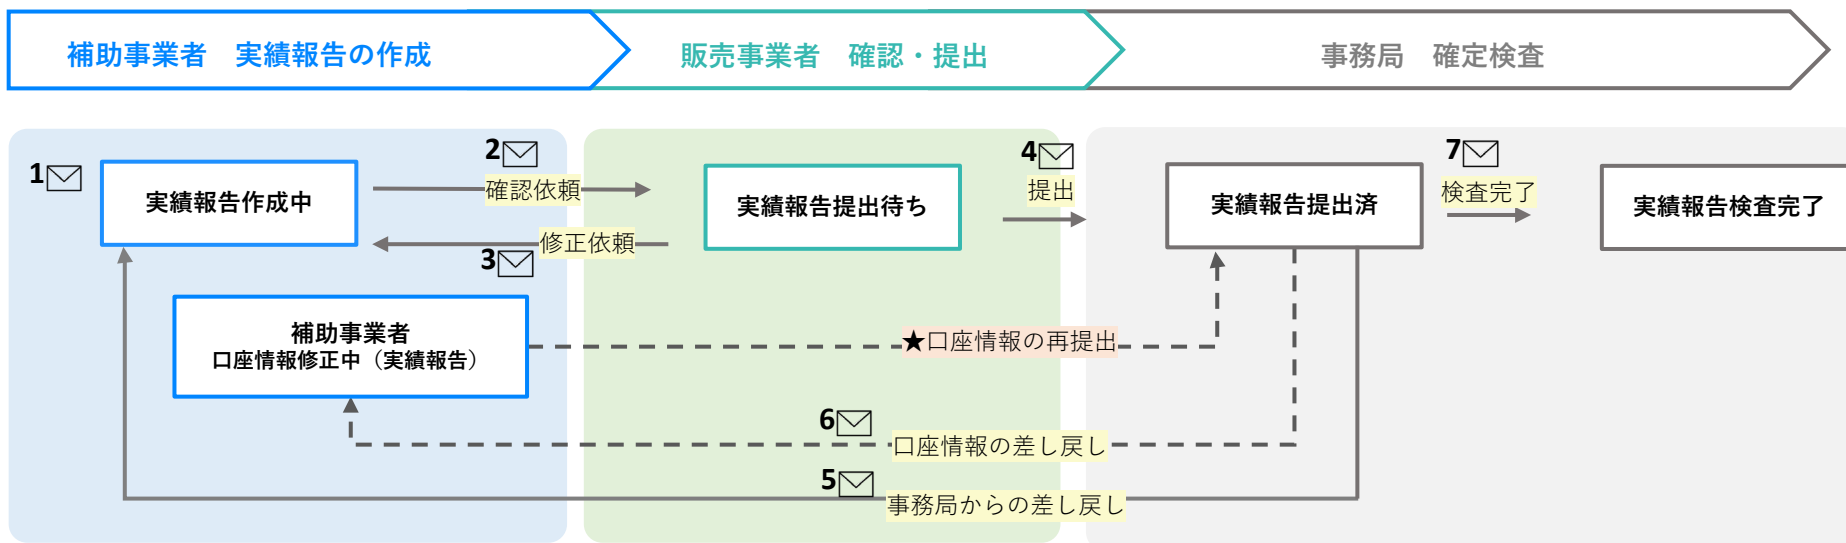 補助事業者　実績報告の作成
販売事業者　確認・提出
事務局　確定検査
1
実績報告作成中
2
確認依頼
修正依頼
3
実績報告提出待ち
4
提出
実績報告提出済
7
検査完了
実績報告検査完了
補助事業者
口座情報修正中（実績報告）
★口座情報の再提出
6
口座情報の差し戻し
5
事務局からの差し戻し